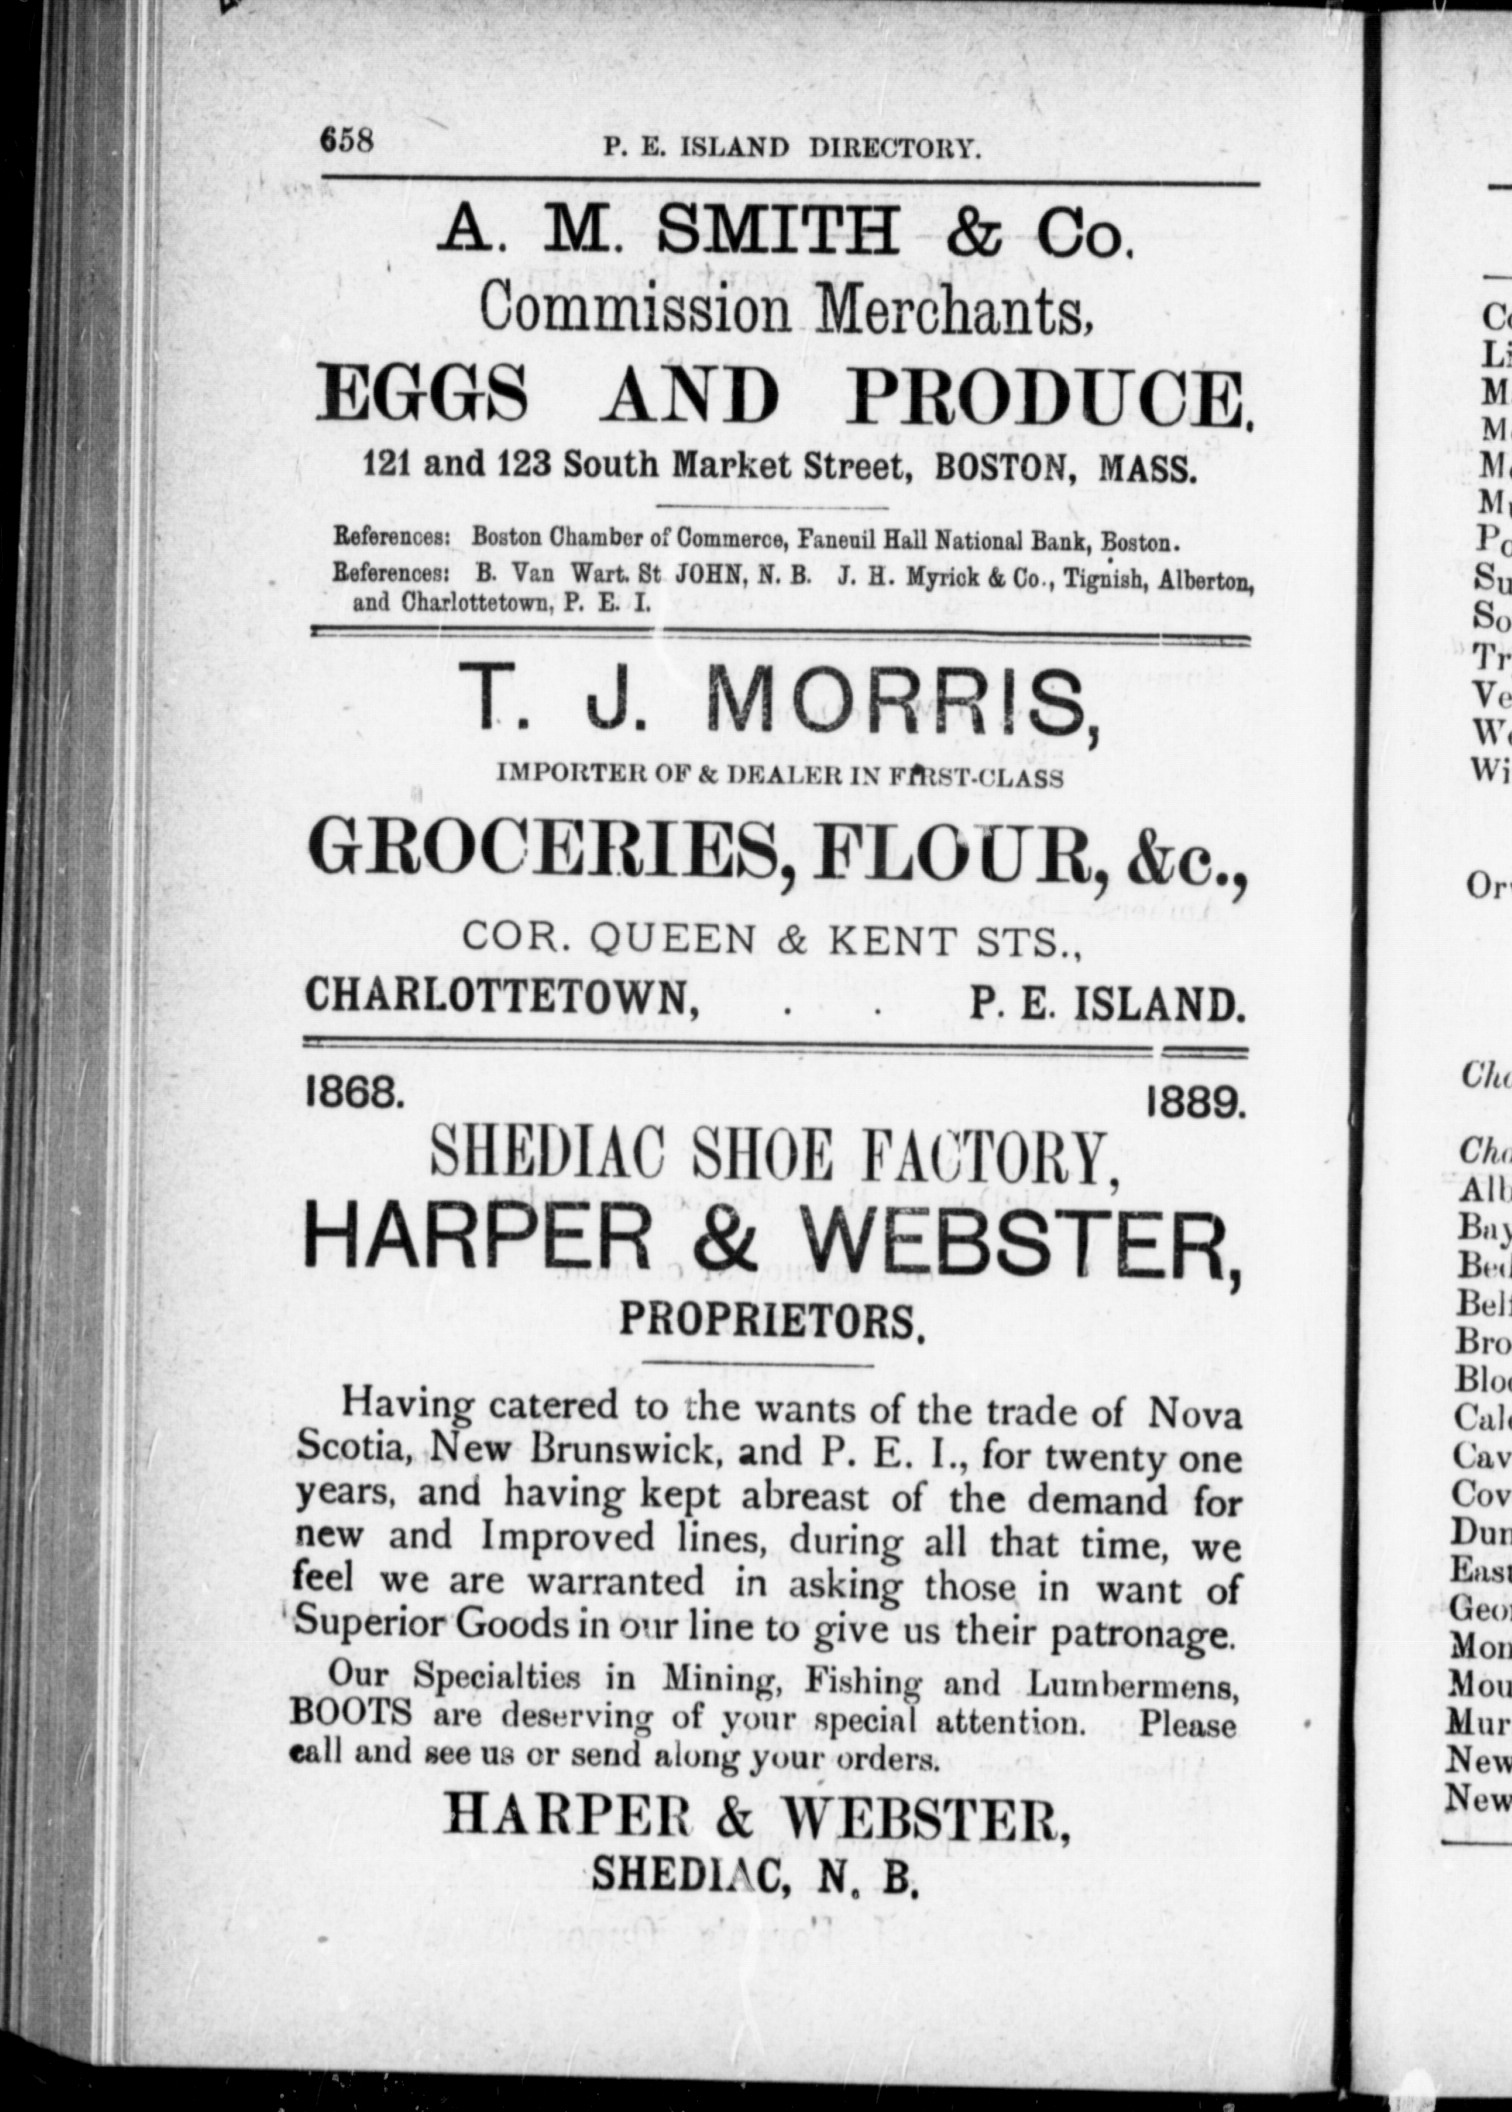 658 P. E. ISLAND DIRECTORY.
A. M. SMITH & Co.
Commission Merchants,
EGGS AND PRODUCE.
121 and 123 South Market Street, BOSTON, MASS.
References: Boston Chamber of Commerce, Faneuil Hall National Bank, Boston.
References: B. Van Wart. St JOHN, N. B. J. H. Myrick & Co., Tignish, Alberton,
and Charlottetown, P. E. I.
T. J. MORRIS,
IMPORTER OF & DEALER IN FIRST-CLASS
GROCERIES, FLOUR, &c.,
COR. QUEEN & KENT STS.,
CHARLOTTETOWN, . . P. E. ISLAND.
1868. 1889.
SHEDIAC SHOE FACTORY,
HARPER & WEBSTER,
PROPRIETORS.
Having catered to the wants of the trade of Nova
Scotia, New Brunswick, and P. E. I., for twenty one
years, and having kept abreast of the demand for
new and Improved lines, during all that time, we
feel we are warranted in asking those in want of
Superior Goods in our line to give us their patronage.
Our Specialties in Mining, Fishing and Lumbermens,
BOOTS are deserving of your special attention. Please
call and see us or send along your orders.
HARPER & WEBSTER,
SHEDIAC, N. B.